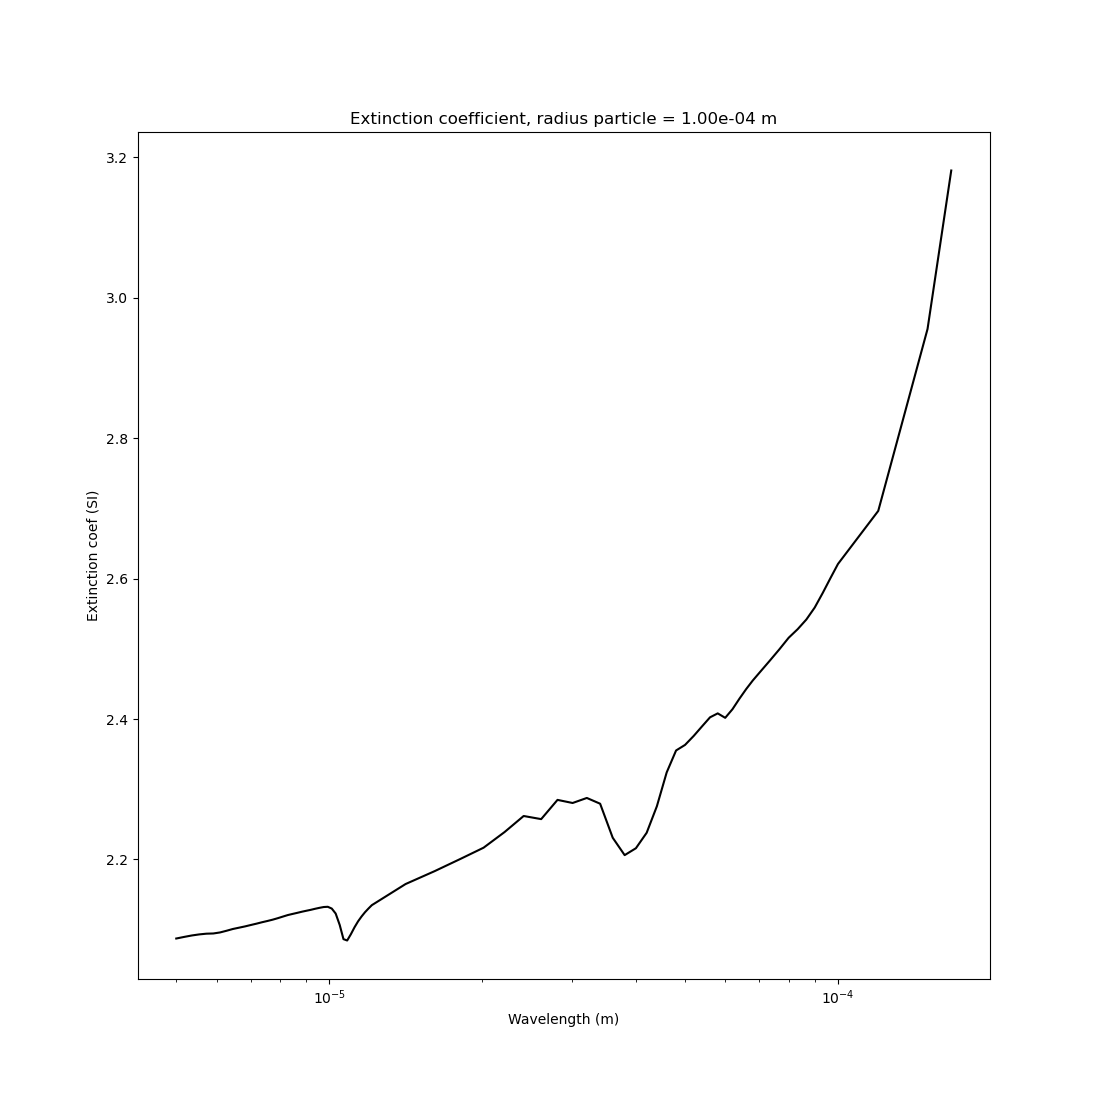 Extinction coefficient, radius particle = 1.00e-04 m
3.2
3.0
2.8
2.6
2.4
2.2
Extinction coef (SI)
10⁻⁵
10⁻⁴
Wavelength (m)